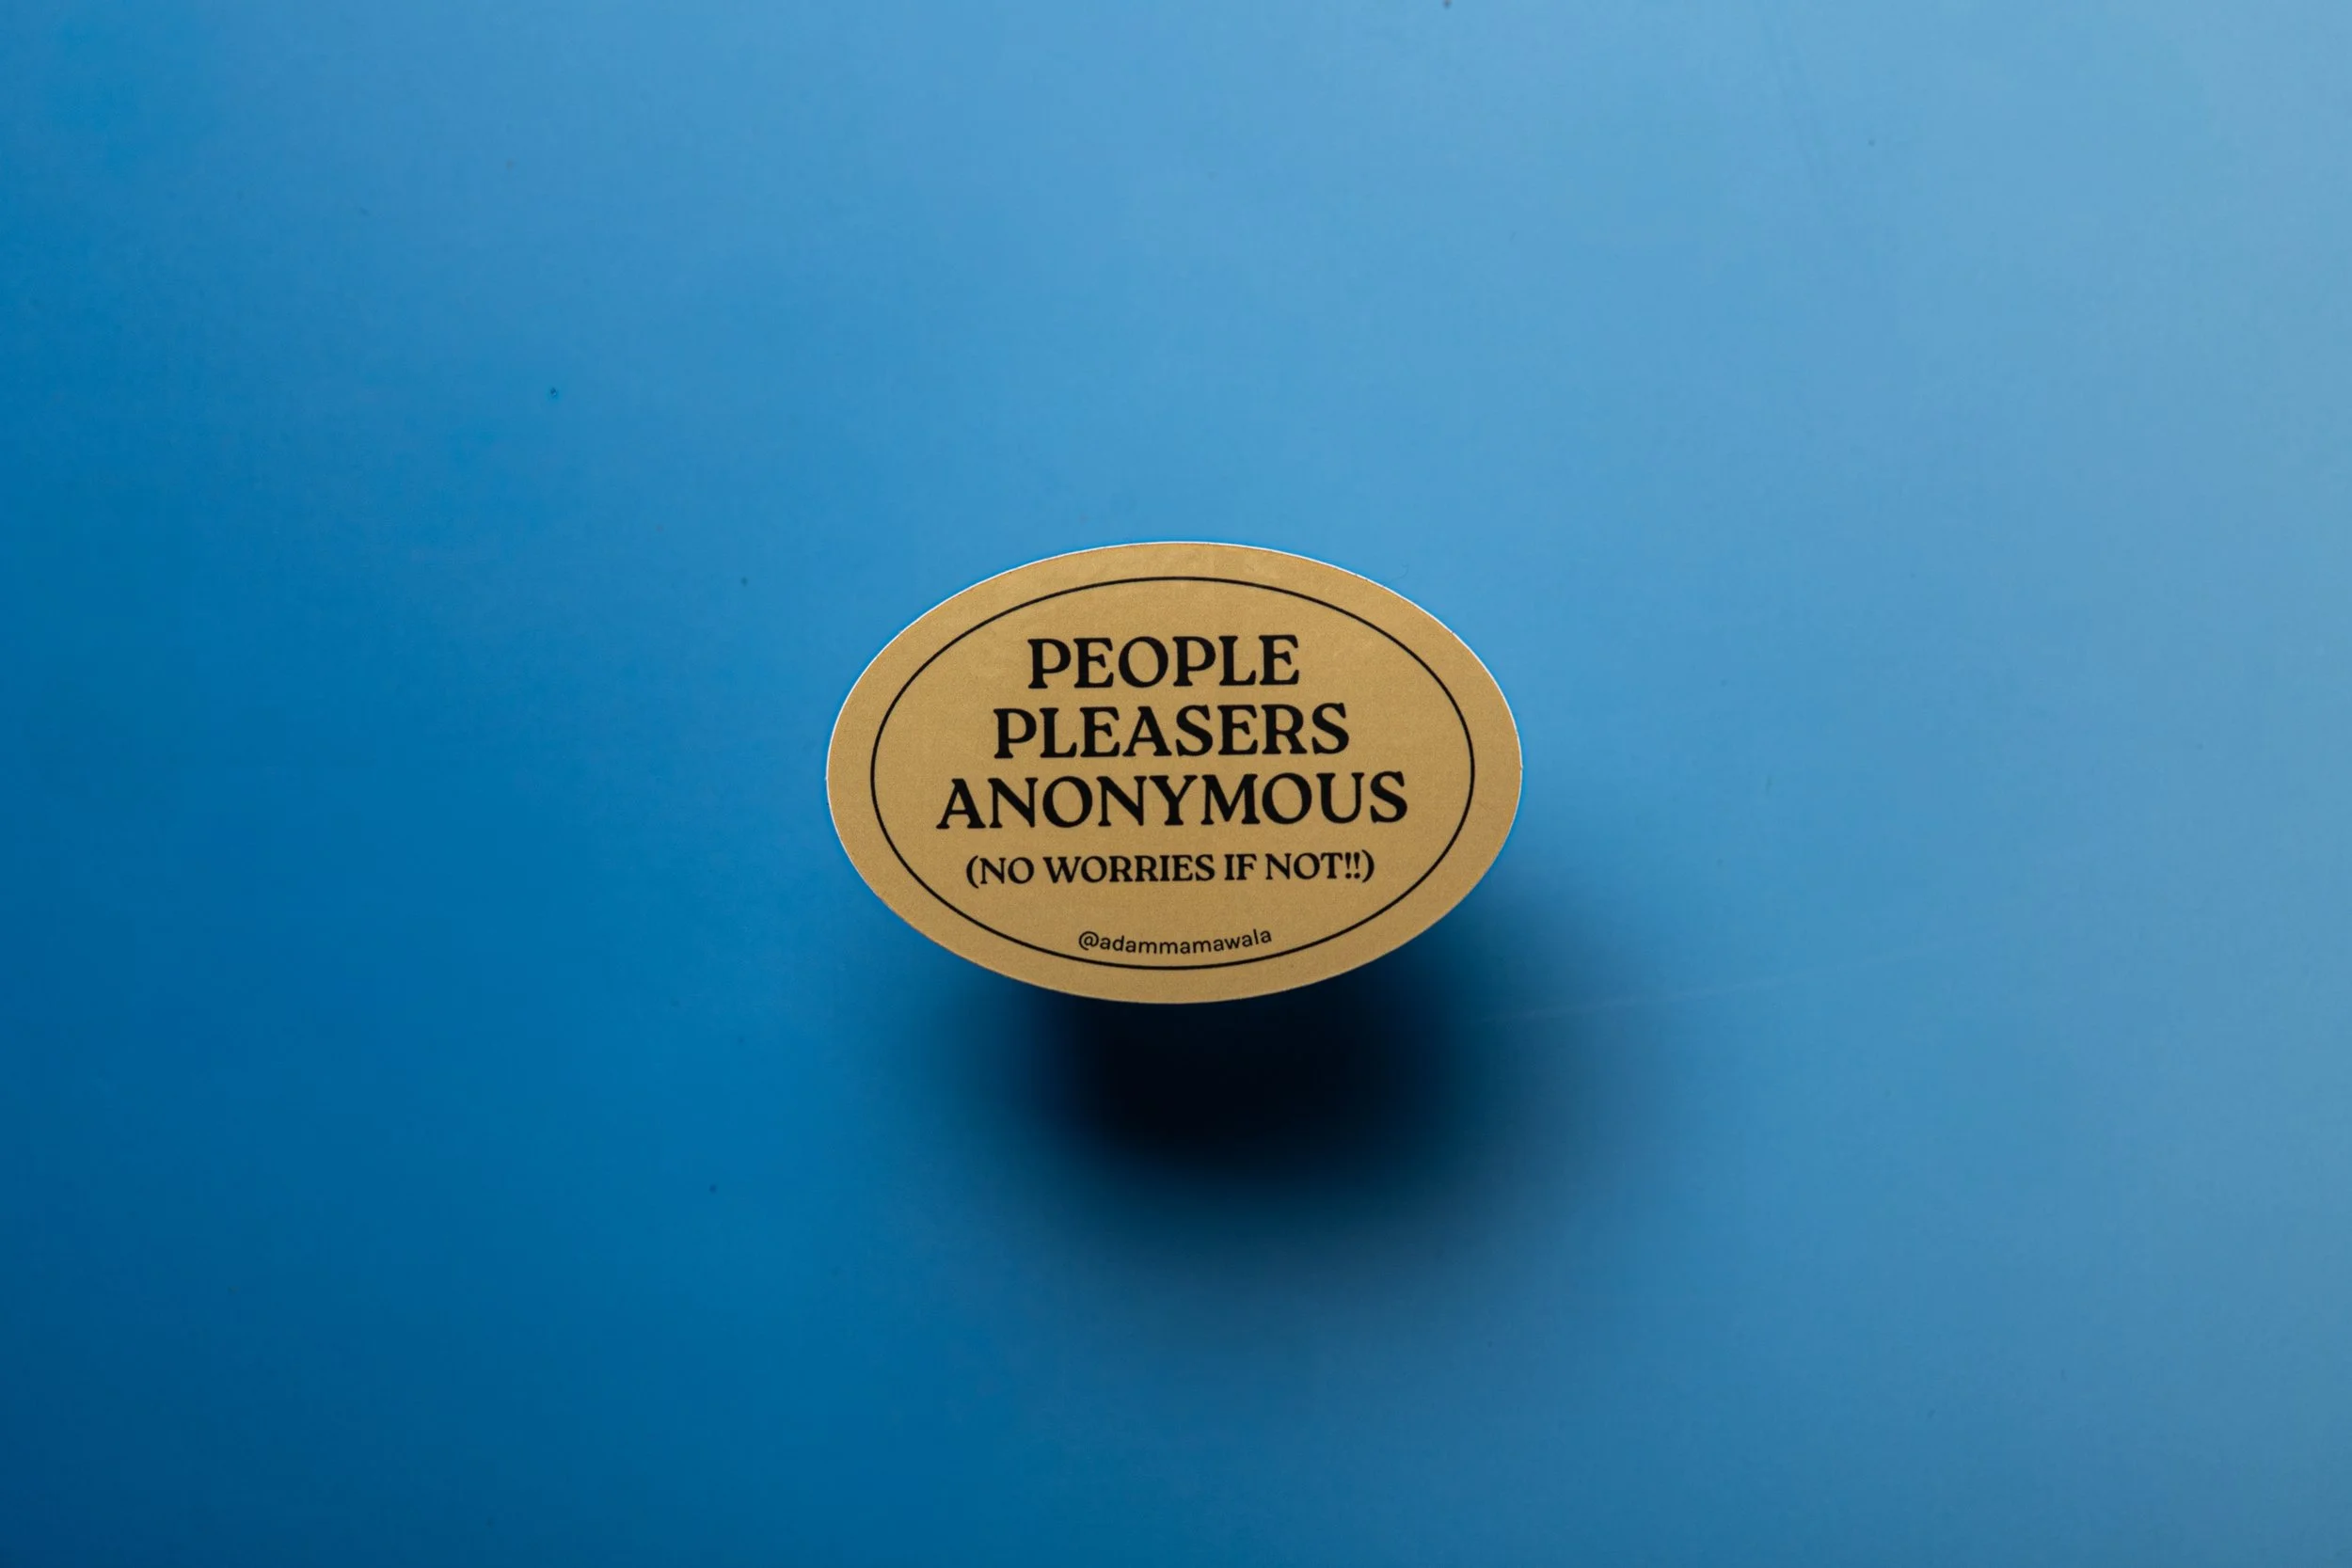 PEOPLE
PLEASERS
ANONYMOUS
(NO WORRIES IF NOT!!)
@adammamawala